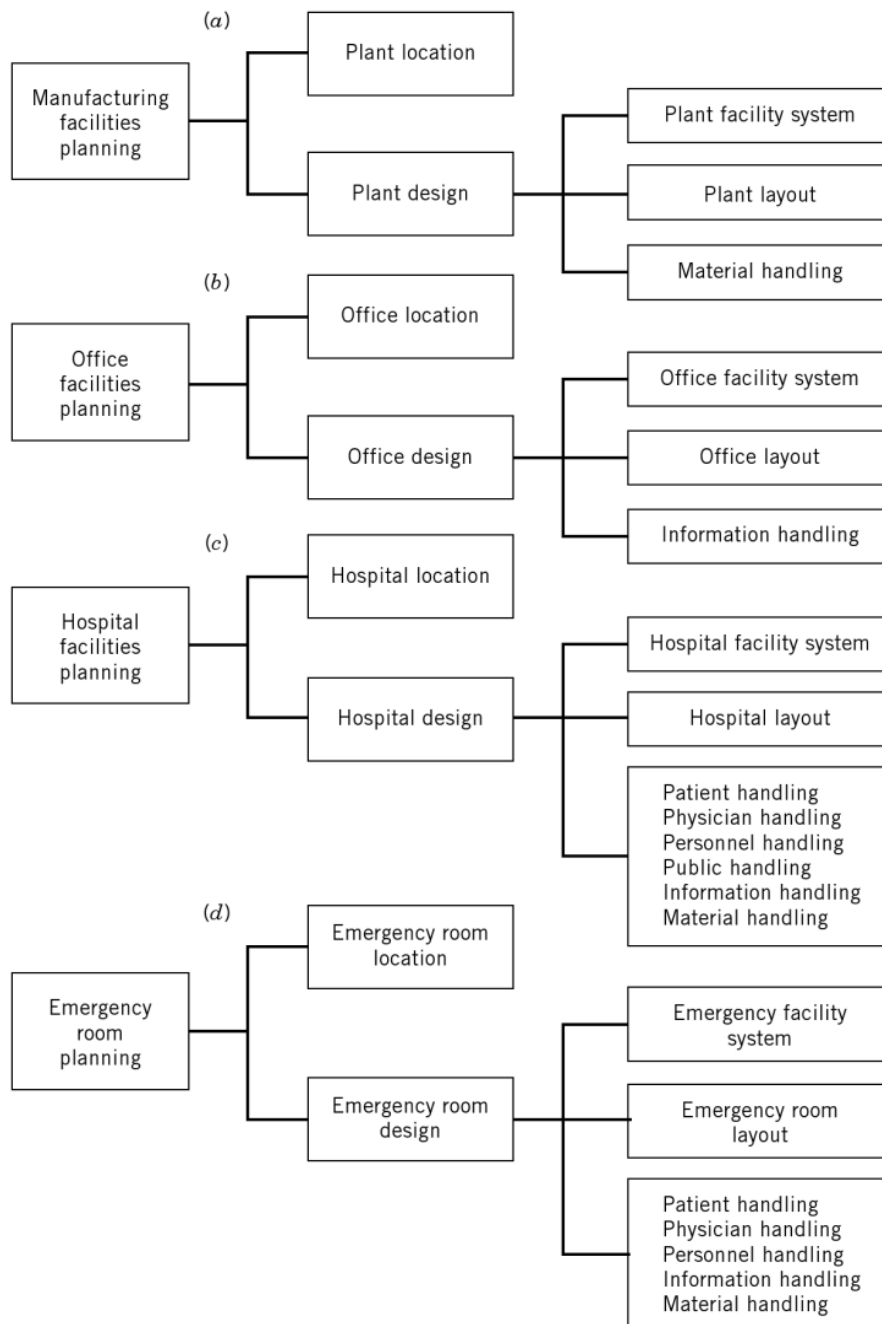 (a)
Manufacturing
facilities
planning
Plant location
Plant design
Plant facility system
Plant layout
Material handling
(b)
Office
facilities
planning
Office location
Office design
Office facility system
Office layout
Information handling
(c)
Hospital
facilities
planning
Hospital location
Hospital design
Hospital facility system
Hospital layout
Patient handling
Physician handling
Personnel handling
Public handling
Information handling
Material handling
(d)
Emergency
room
planning
Emergency room
location
Emergency room
design
Emergency facility
system
Emergency room
layout
Patient handling
Physician handling
Personnel handling
Information handling
Material handling